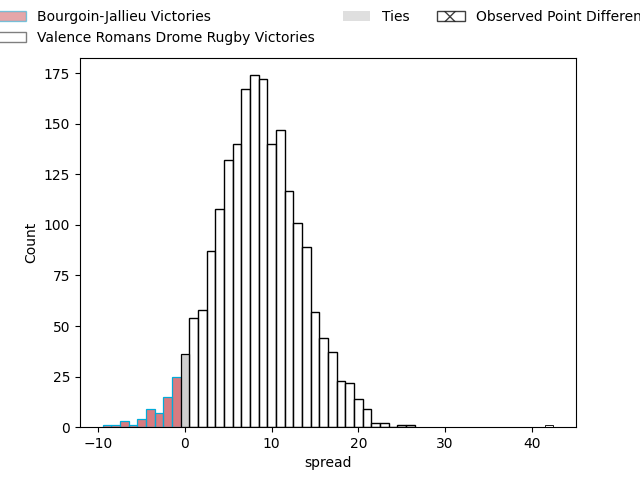 Bourgoin-Jallieu Victories
Ties
Observed Point Differen
Valence Romans Drome Rugby Victories
175
150
125
100
75
50
25
0
Count
−10
0
10
20
30
40
spread